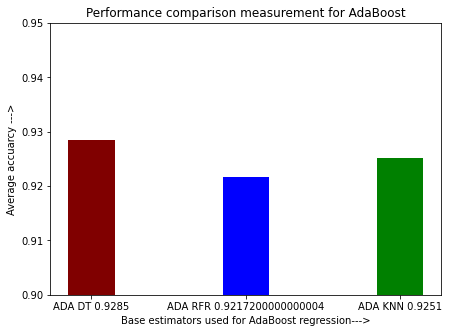 Performance comparison measurement for AdaBoost
0.95
0.94
0.93
0.92
0.91
0.90
Average accuarcy --->
ADA DT 0.9285
ADA RFR 0.9217200000000004
ADA KNN 0.9251
Base estimators used for AdaBoost regression--->